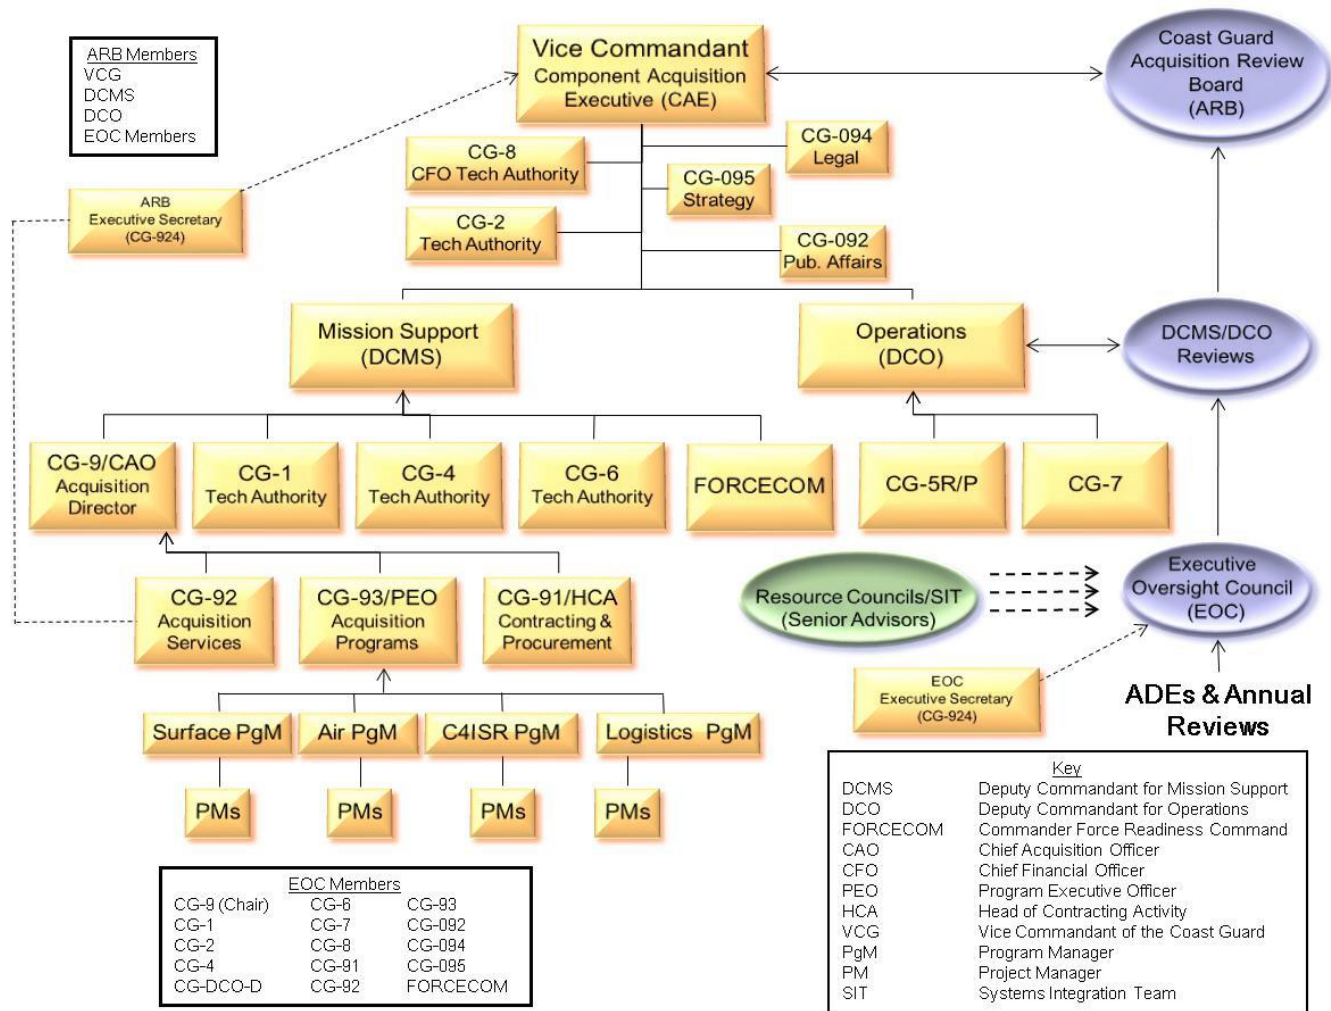 ARB Members
VCG
DCMS
DCO
EOC Members
Vice Commandant
Component Acquisition
Executive (CAE)
Coast Guard
Acquisition Review
Board
(ARB)
CG-8
CFO Tech Authority
CG-094
Legal
CG-095
Strategy
ARB
Executive Secretary
(CG-924)
CG-2
Tech Authority
CG-092
Pub. Affairs
Mission Support
(DCMS)
Operations
(DCO)
DCMS/DCO
Reviews
CG-9/CAO
Acquisition
Director
CG-1
Tech Authority
CG-4
Tech Authority
CG-6
Tech Authority
FORCECOM
CG-5R/P
CG-7
CG-92
Acquisition
Services
CG-93/PEO
Acquisition
Programs
CG-91/HCA
Contracting &
Procurement
Resource Councils/SIT
(Senior Advisors)
Executive
Oversight Council
(EOC)
EOC
Executive Secretary
(CG-924)
ADEs & Annual
Reviews
Surface PgM
Air PgM
C4ISR PgM
Logistics PgM
PMs
PMs
PMs
PMs
EOC Members
CG-9 (Chair) CG-6 CG-93
CG-1 CG-7 CG-092
CG-2 CG-8 CG-094
CG-4 CG-91 CG-095
CG-DCO-D CG-92 FORCECOM
Key
DCMS Deputy Commandant for Mission Support
DCO Deputy Commandant for Operations
FORCECOM Commander Force Readiness Command
CAO Chief Acquisition Officer
CFO Chief Financial Officer
PEO Program Executive Officer
HCA Head of Contracting Activity
VCG Vice Commandant of the Coast Guard
PgM Program Manager
PM Project Manager
SIT Systems Integration Team